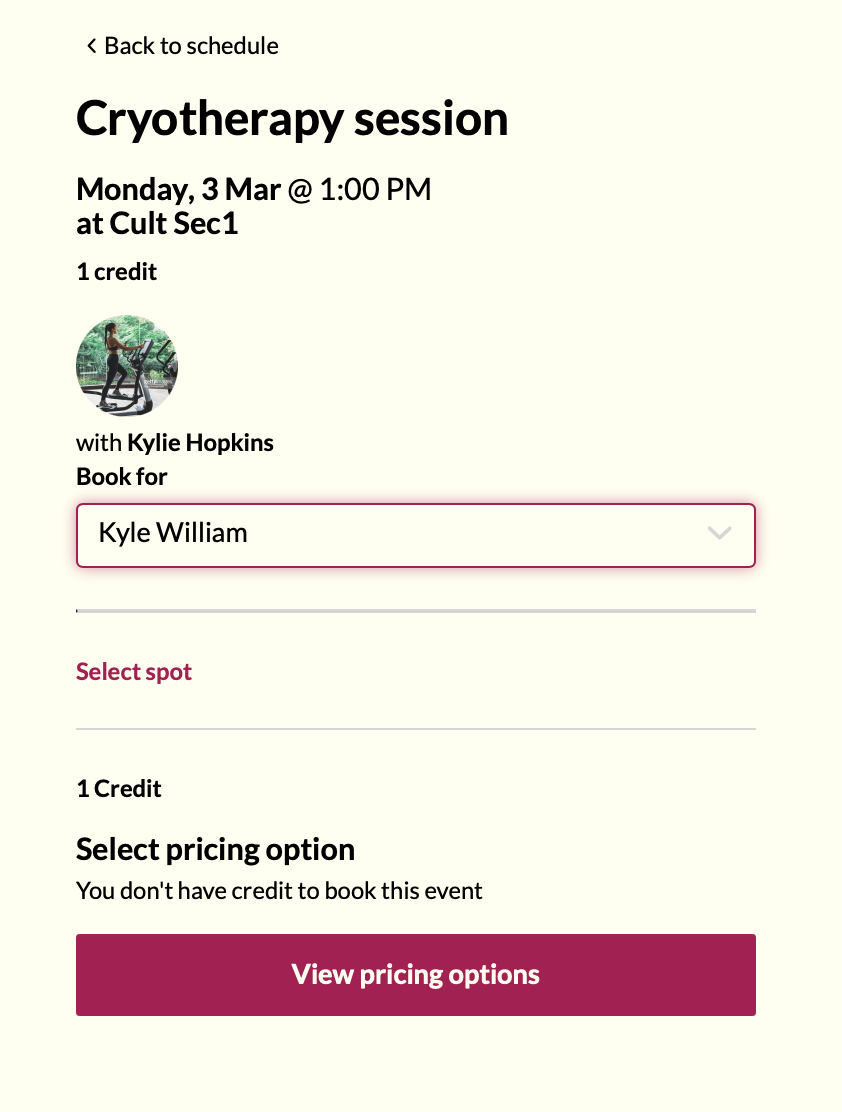 Back to schedule
Cryotherapy session
Monday, 3 Mar @ 1:00 PM
at Cult Sec1
1 credit
with Kylie Hopkins
Book for
Kyle William
Select spot
1 Credit
Select pricing option
You don't have credit to book this event
View pricing options